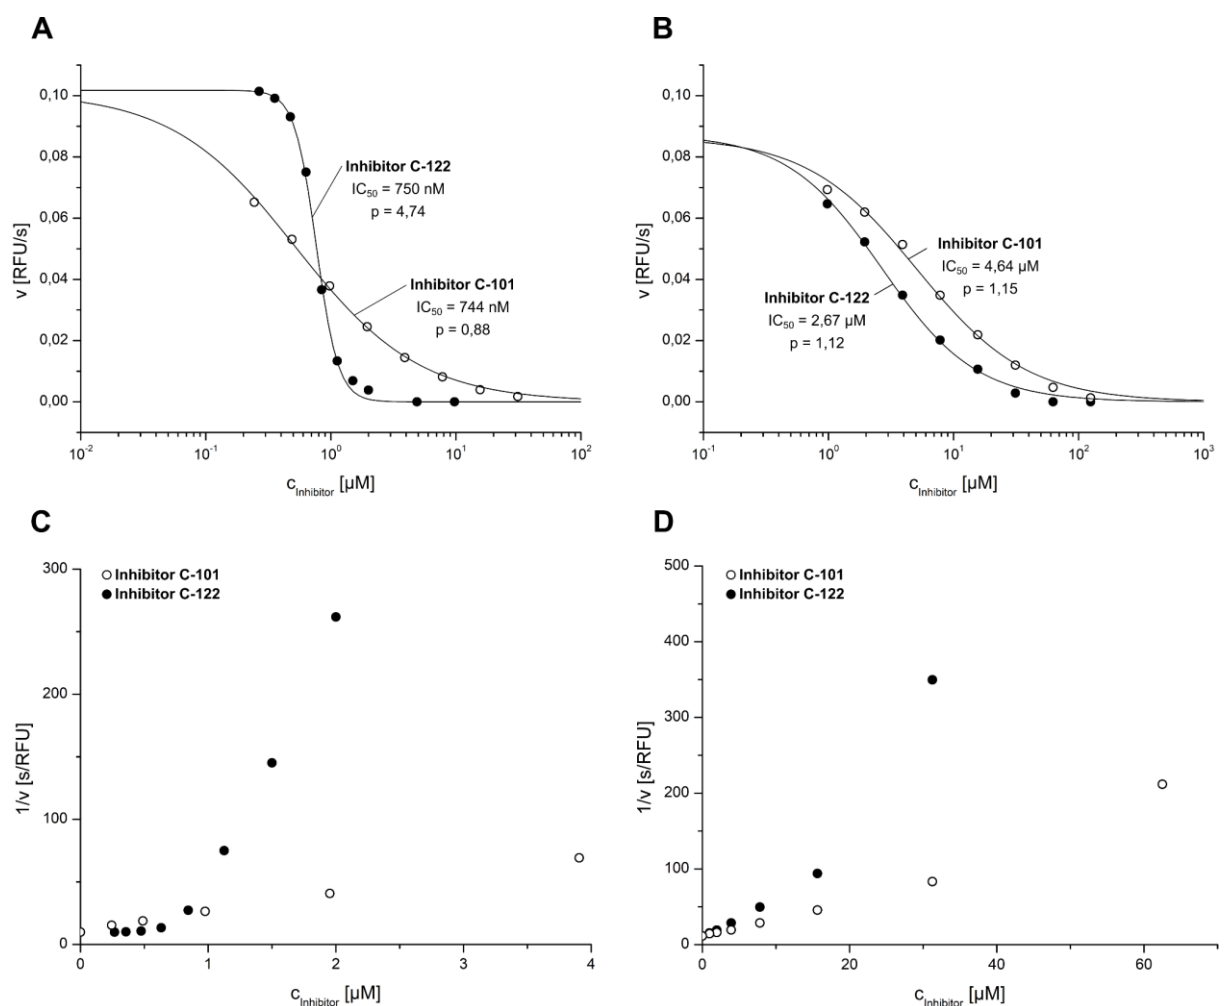 A
v [RFU/s]
0,10
0,08
0,06
0,04
0,02
0,00
Inhibitor C-122
IC₅₀ = 750 nM
p = 4,74
Inhibitor C-101
IC₅₀ = 744 nM
p = 0,88
10⁻² 10⁻¹ 10⁰ 10¹ 10²
c_Inhibitor [µM]
B
v [RFU/s]
0,10
0,08
0,06
0,04
0,02
0,00
Inhibitor C-101
IC₅₀ = 4,64 µM
p = 1,15
Inhibitor C-122
IC₅₀ = 2,67 µM
p = 1,12
10⁻¹ 10⁰ 10¹ 10² 10³
c_Inhibitor [µM]
C
1/v [s/RFU]
300
200
100
0
Inhibitor C-101
Inhibitor C-122
0 1 2 3 4
c_Inhibitor [µM]
D
1/v [s/RFU]
500
400
300
200
100
0
Inhibitor C-101
Inhibitor C-122
0 20 40 60
c_Inhibitor [µM]